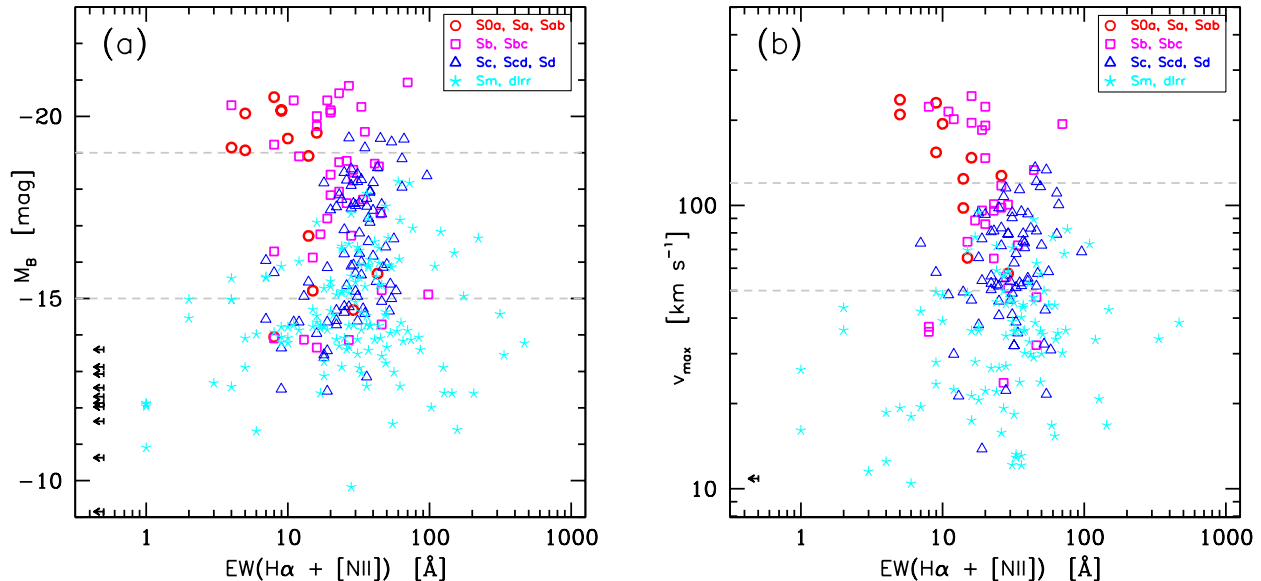 (a)
S0a, Sa, Sab
Sb, Sbc
Sc, Scd, Sd
Sm, dIrr
-20
-15
-10
M_B [mag]
1 10 100 1000
EW(Hα + [NII]) [Å]
(b)
S0a, Sa, Sab
Sb, Sbc
Sc, Scd, Sd
Sm, dIrr
100
10
v_max [km s⁻¹]
1 10 100 1000
EW(Hα + [NII]) [Å]